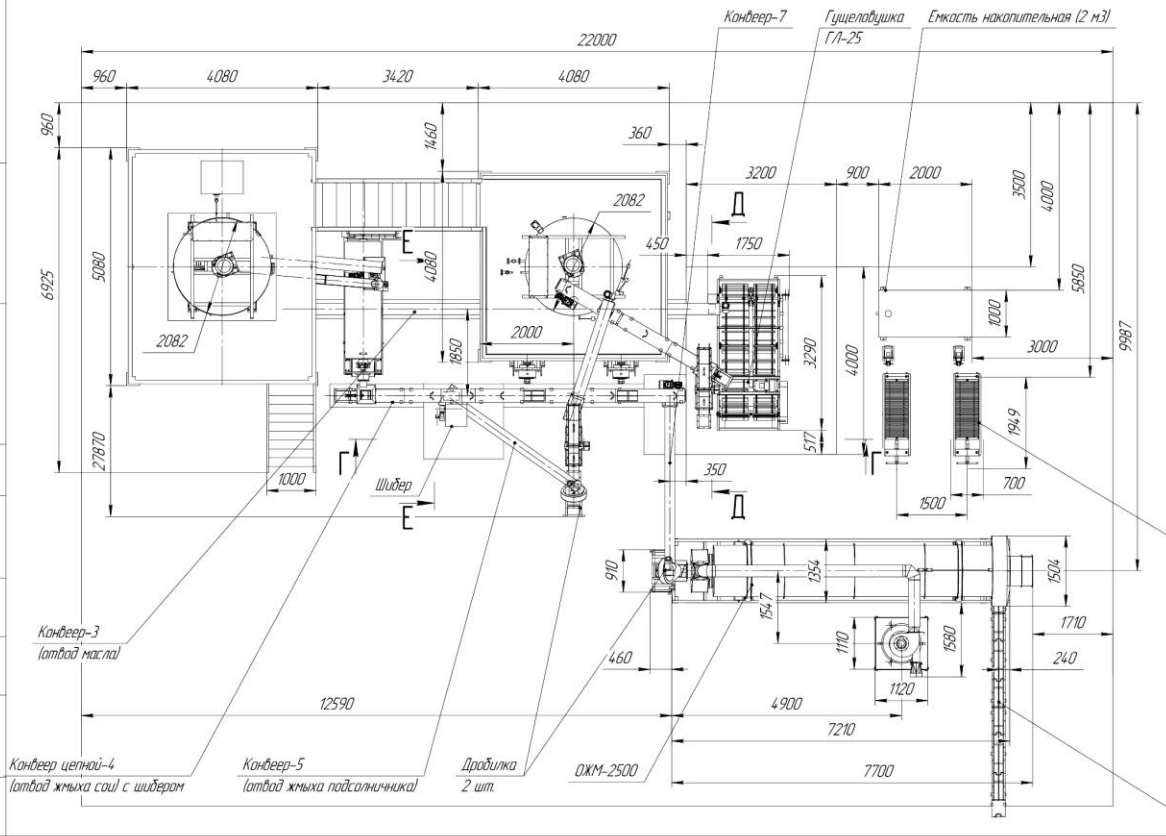 Конвеер-7
Гущеловушка
ГЛ-25
Емкость накопительная (2 м3)
22000
960
4080
3420
4080
960
1460
360
3200
900
2000
3500
4000
5850
9987
2082
Д
450
1750
Е
5080
6925
4080
2082
2000
1850
3290
4000
1000
3000
1949
517
27870
Г
Шибер
1000
Е
350
Д
Г
700
1500
910
1354
1547
1504
1110
1580
1710
240
1120
460
Конвеер-3
(отвод масла)
12590
4900
7210
7700
Конвеер цепной-4
(отвод жмыха сои) с шибером
Конвеер-5
(отвод жмыха подсолничника)
Дробилка
2 шт.
ОЖМ-2500